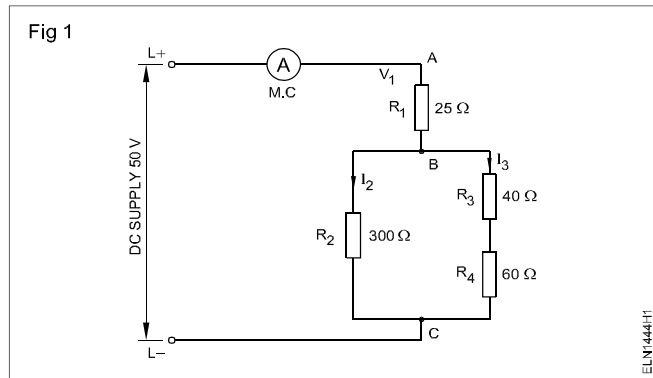 Fig 1
L+
A
M.C
V1
A
R1
25 Ω
B
I2
I3
R3
40 Ω
R2
300 Ω
R4
60 Ω
C
L–
DC SUPPLY 50 V
ELN1444H1